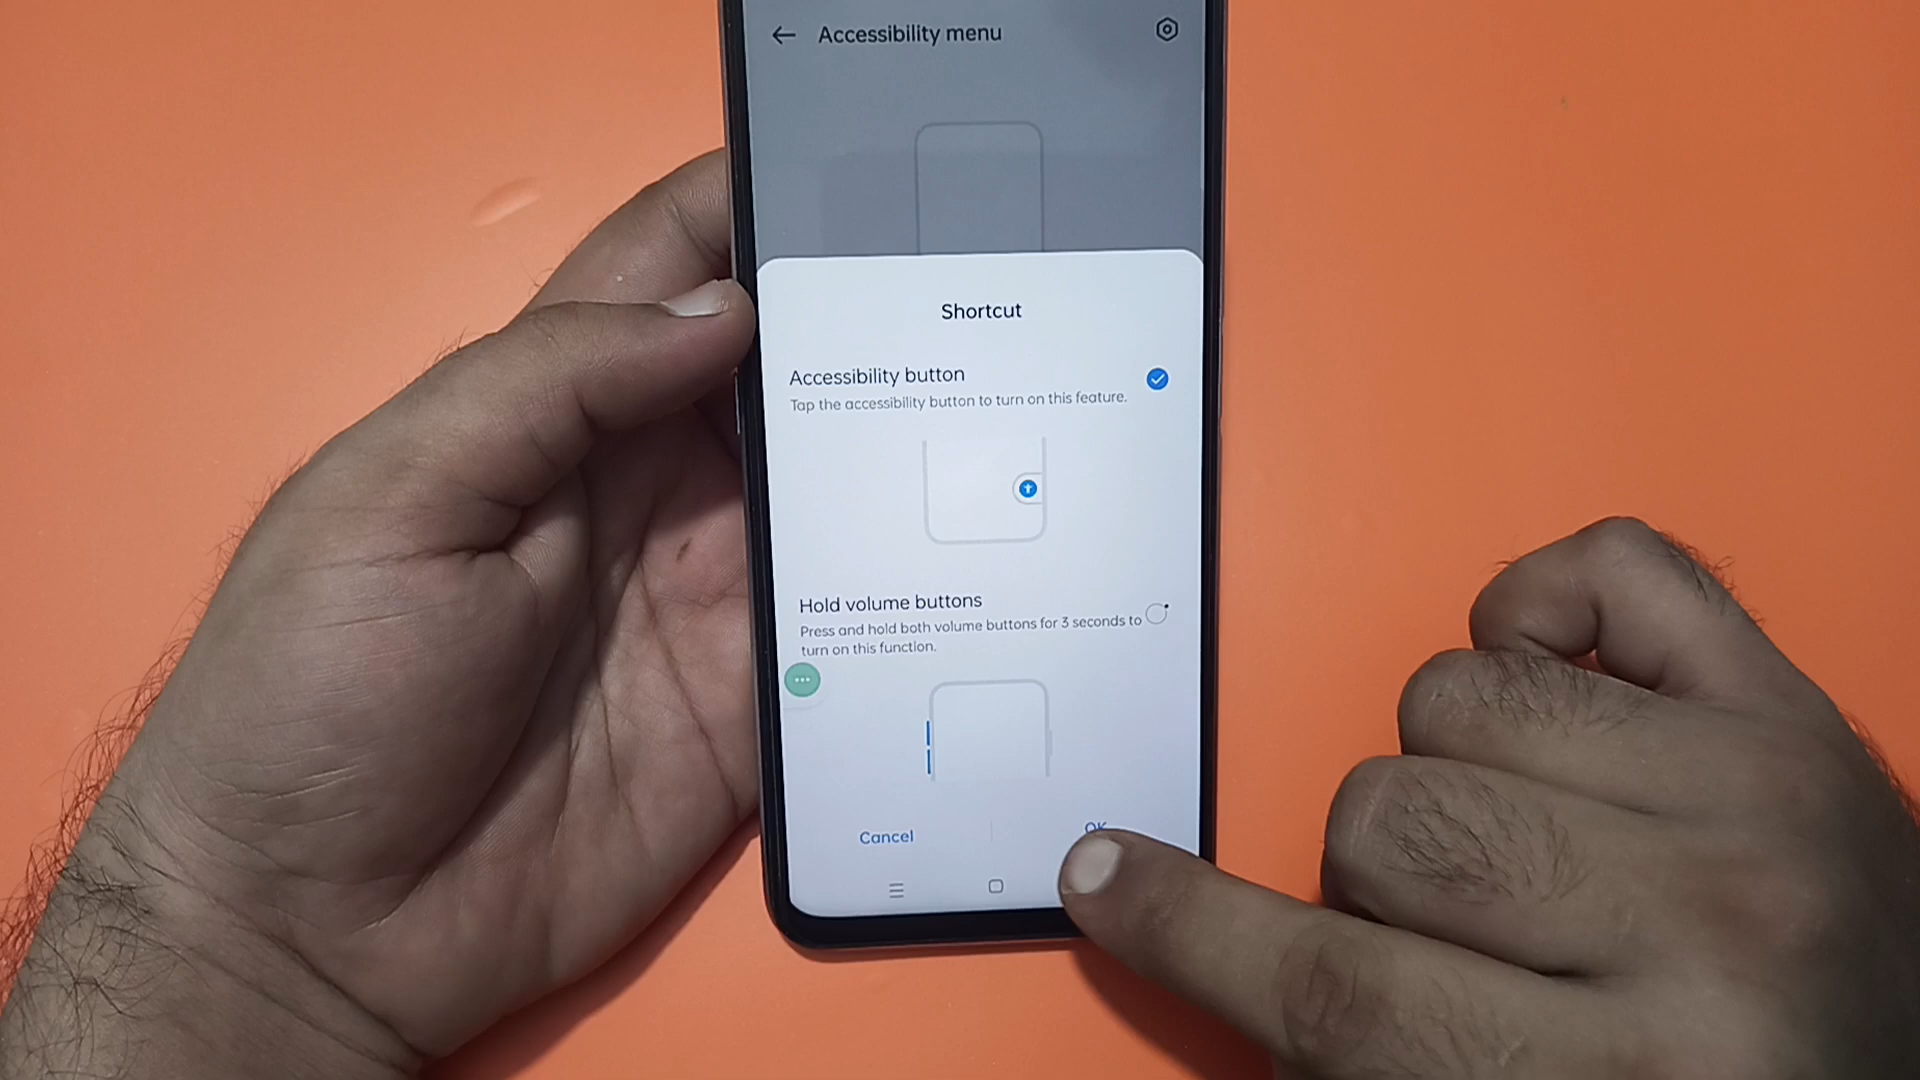 Accessibility menu
Shortcut
Accessibility button
Tap the accessibility button to turn on this feature.
Hold volume buttons
Press and hold both volume buttons for 3 seconds to
turn on this function.
Cancel
OK